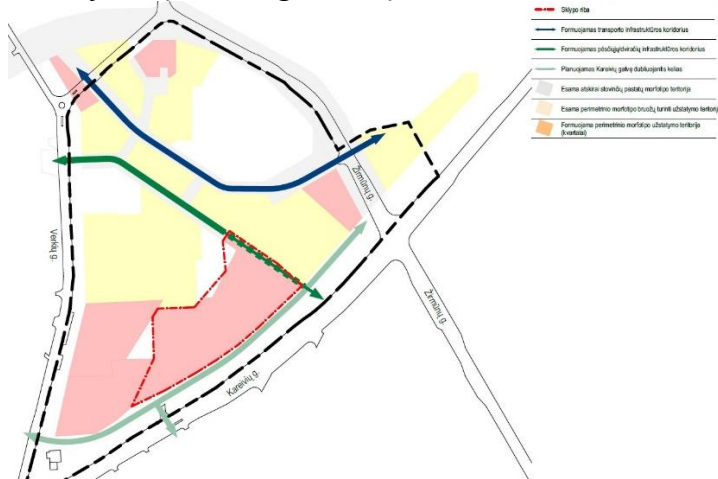 Sklypo riba
Formuojamas transporto infrastruktūros koridorius
Formuojamas pėsčiųjų/dviračių infrastruktūros koridorius
Planuojamas Kareivių gatvę dubliuojantis kelias
Esama atskirai stovinčių pastatų morfotipo teritorija
Esama perimetrinio morfotipo bruožų turinti užstatymo teritorija
Formuojama perimetrinio morfotipo užstatymo teritorija
(kvartalai)
Žirmūnų g.
Verkių g.
Žirmūnų g.
Kareivių g.